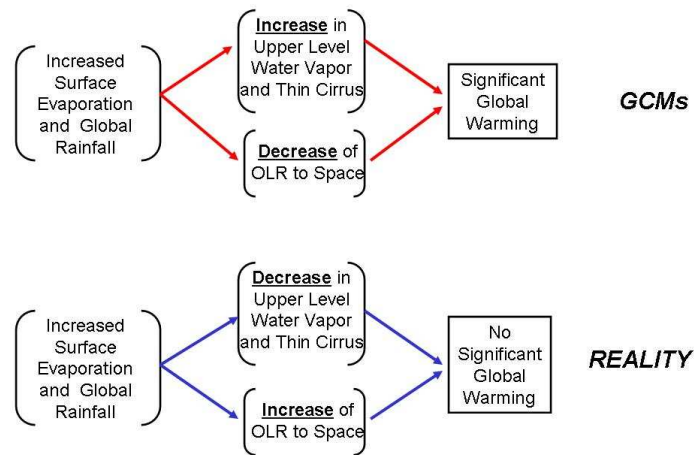 Increased
Surface
Evaporation
and Global
Rainfall
Increase in
Upper Level
Water Vapor
and Thin Cirrus
Decrease of
OLR to Space
Significant
Global
Warming
GCMs
Increased
Surface
Evaporation
and Global
Rainfall
Decrease in
Upper Level
Water Vapor
and Thin Cirrus
Increase of
OLR to Space
No
Significant
Global
Warming
REALITY